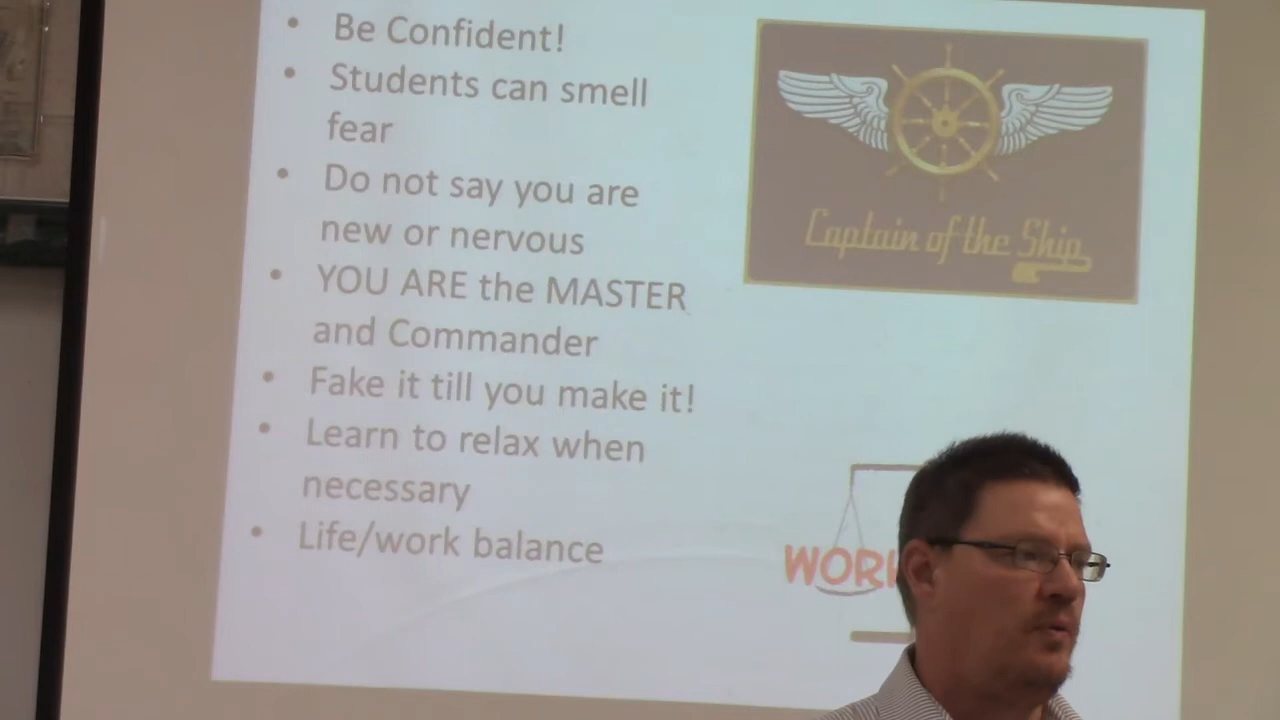 • Be Confident!
• Students can smell
fear
• Do not say you are
new or nervous
• YOU ARE the MASTER
and Commander
• Fake it till you make it!
• Learn to relax when
necessary
• Life/work balance
Captain of the Ship
WORK